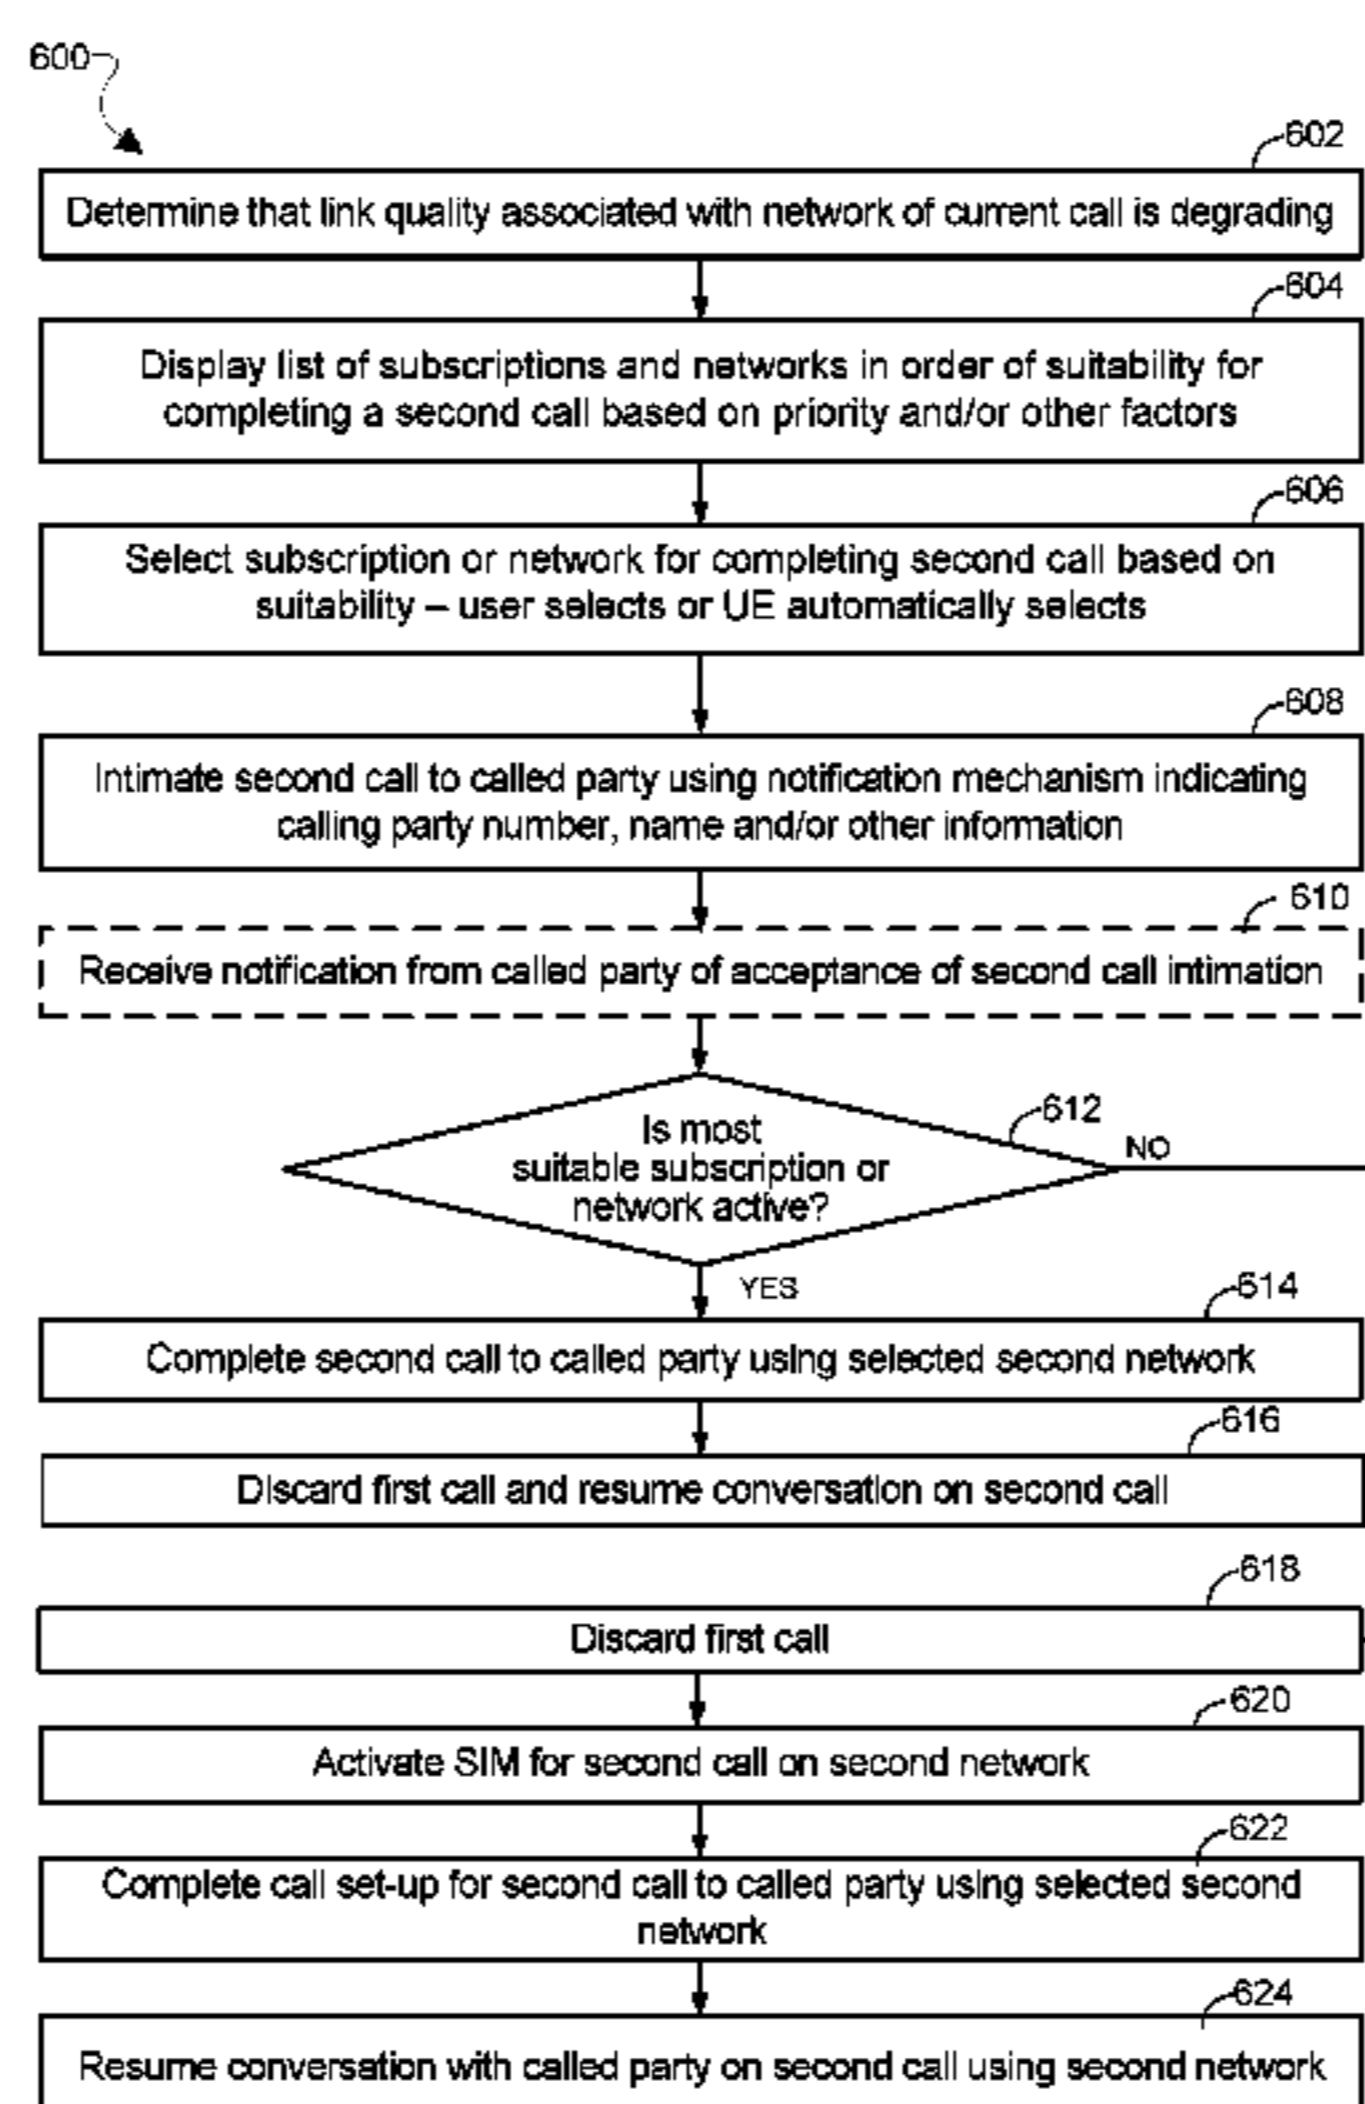 600
602
Determine that link quality associated with network of current call is degrading
604
Display list of subscriptions and networks in order of suitability for
completing a second call based on priority and/or other factors
606
Select subscription or network for completing second call based on
suitability – user selects or UE automatically selects
608
Intimate second call to called party using notification mechanism indicating
calling party number, name and/or other information
610
Receive notification from called party of acceptance of second call intimation
612
Is most
suitable subscription or
network active?
NO
YES
614
Complete second call to called party using selected second network
616
Discard first call and resume conversation on second call
618
Discard first call
620
Activate SIM for second call on second network
622
Complete call set-up for second call to called party using selected second
network
624
Resume conversation with called party on second call using second network